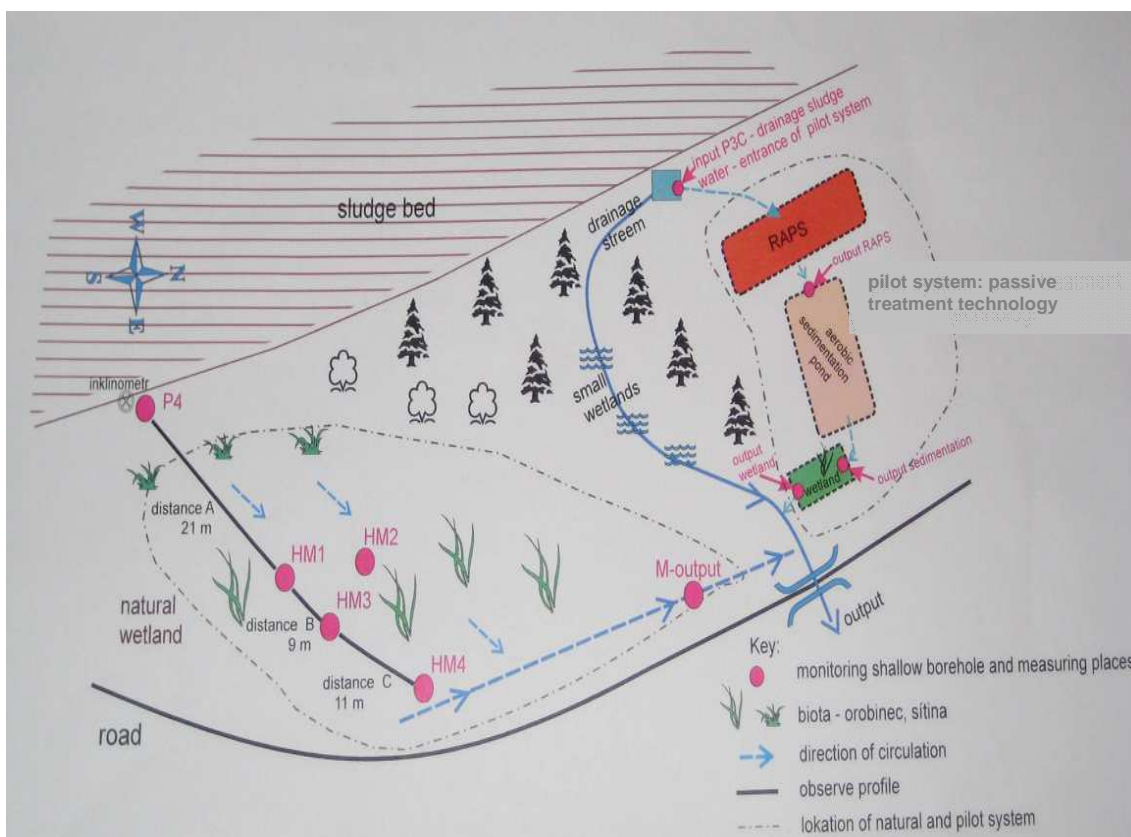 input P3C - drainage sludge
water - entrance of pilot system
sludge bed
drainage
streem
RAPS
output RAPS
pilot system: passive
treatment technology
W
N
S
E
aerobic
sedimentation
pond
inklinometr
P4
small
wetlands
output
wetland
wetland
output sedimentation
distance A
21 m
HM1
HM2
M-output
natural
wetland
HM3
distance B
9 m
HM4
distance C
11 m
output
road
Key:
monitoring shallow borehole and measuring places
biota - orobinec, sítina
direction of circulation
observe profile
lokation of natural and pilot system